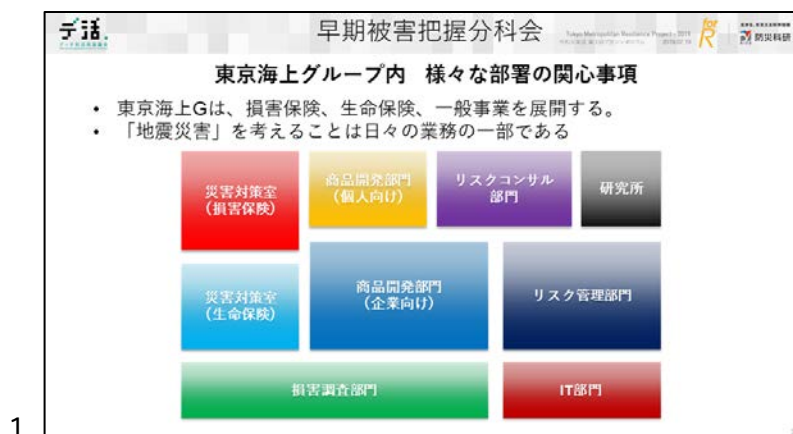 デ活
早期被害把握分科会
防災科研
東京海上グループ内　様々な部署の関心事項
• 東京海上Gは、損害保険、生命保険、一般事業を展開する。
• 「地震災害」を考えることは日々の業務の一部である
災害対策室
(損害保険)
商品開発部門
(個人向け)
リスクコンサル
部門
研究所
災害対策室
(生命保険)
商品開発部門
(企業向け)
リスク管理部門
損害調査部門
IT部門
1